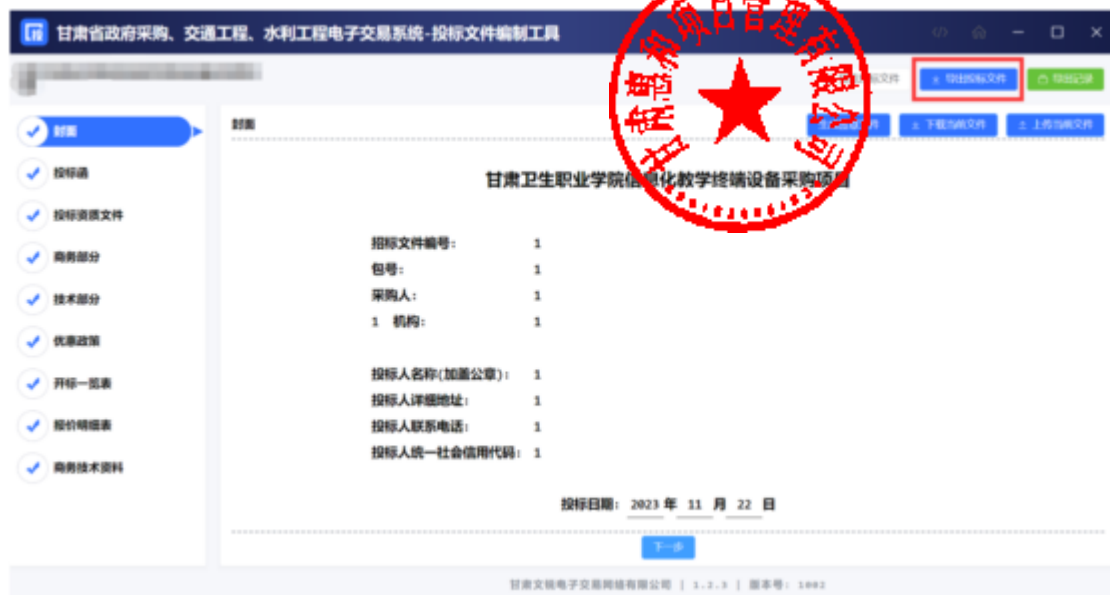 甘肃省政府采购、交通工程、水利工程电子交易系统-投标文件编制工具
导出投标文件 导出记录
封面
投标函
投标资质文件
商务部分
技术部分
优惠政策
开标一览表
报价明细表
商务技术资料
封面
下载当前文件 上传当前文件
甘肃卫生职业学院信息化教学终端设备采购项目
招标文件编号: 1
包号: 1
采购人: 1
1 机构: 1
投标人名称(加盖公章): 1
投标人详细地址: 1
投标人联系电话: 1
投标人统一社会信用代码: 1
投标日期: 2023 年 11 月 22 日
下一步
甘肃文锐电子交易网络有限公司 | 1.2.3 | 版本号: 1002